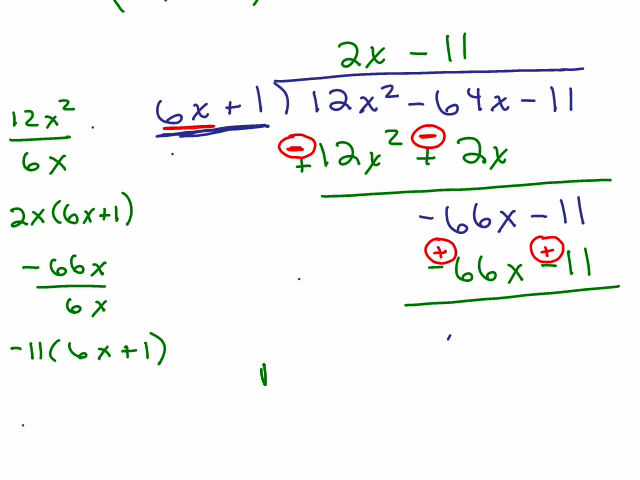 2x - 11
6x + 1 ) 12x² - 64x - 11
- +12x² - + 2x
-66x - 11
+ -66x + -11
12x²
6x
2x(6x+1)
-66x
6x
-11(6x+1)